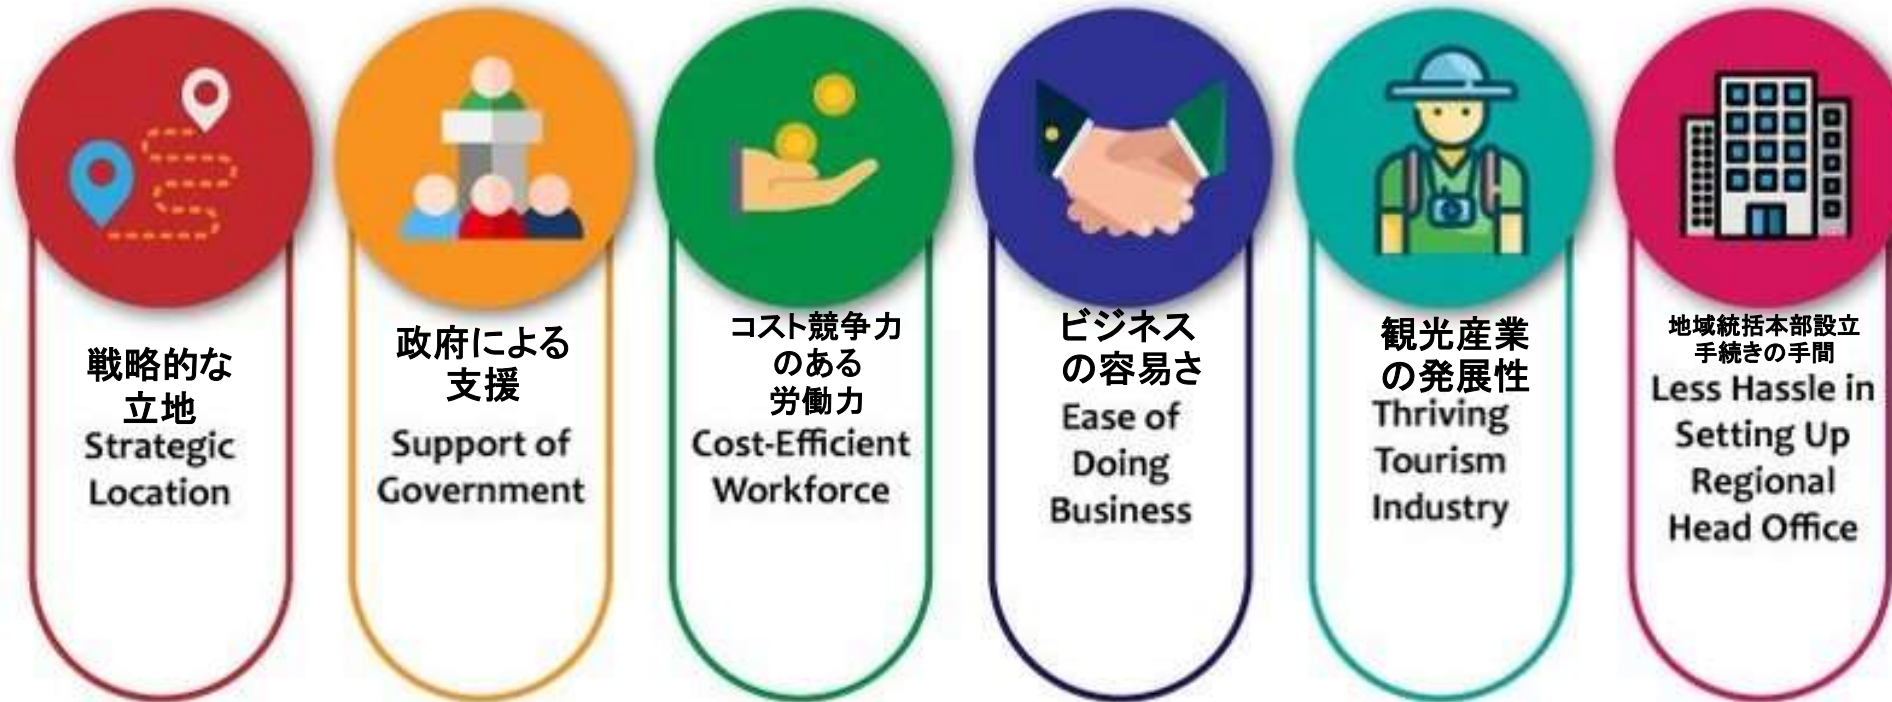 戦略的な
立地
Strategic
Location
政府による
支援
Support of
Government
コスト競争力
のある
労働力
Cost-Efficient
Workforce
ビジネス
の容易さ
Ease of
Doing
Business
観光産業
の発展性
Thriving
Tourism
Industry
地域統括本部設立
手続きの手間
Less Hassle in
Setting Up
Regional
Head Office